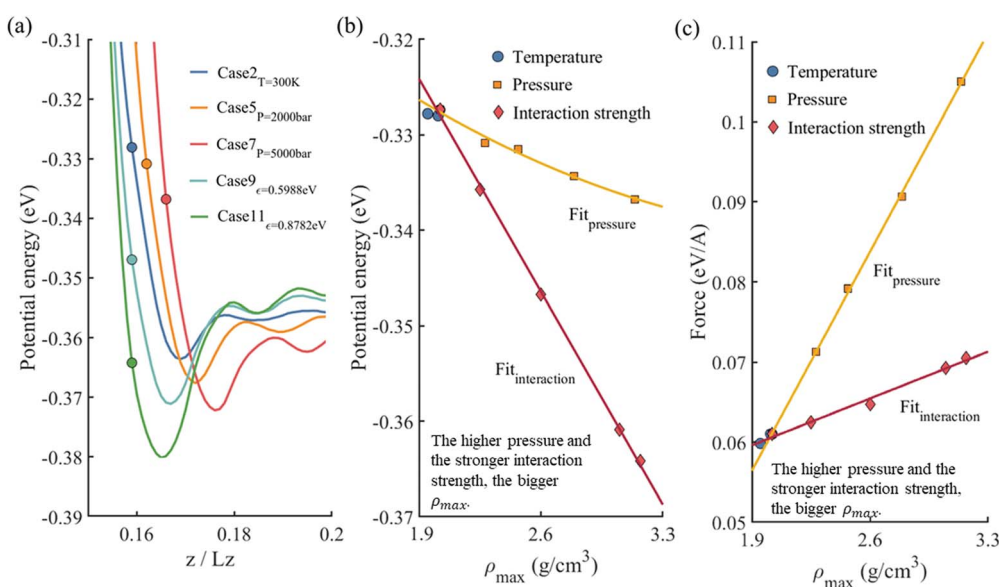 (a)
-0.31
-0.32
-0.33
-0.34
-0.35
-0.36
-0.37
-0.38
-0.39
Potential energy (eV)
Case2T=300K
Case5P=2000bar
Case7P=5000bar
Case9ϵ=0.5988eV
Case11ϵ=0.8782eV
0.16
0.18
0.2
z / Lz
(b)
-0.32
-0.33
-0.34
-0.35
-0.36
-0.37
Potential energy (eV)
Temperature
Pressure
Interaction strength
Fitpressure
Fitinteraction
The higher pressure and
the stronger interaction
strength, the bigger
ρmax.
1.9
2.6
3.3
ρmax (g/cm3)
(c)
0.11
0.1
0.09
0.08
0.07
0.06
0.05
Force (eV/A)
Temperature
Pressure
Interaction strength
Fitpressure
Fitinteraction
The higher pressure and the
stronger interaction strength,
the bigger ρmax.
1.9
2.6
3.3
ρmax (g/cm3)